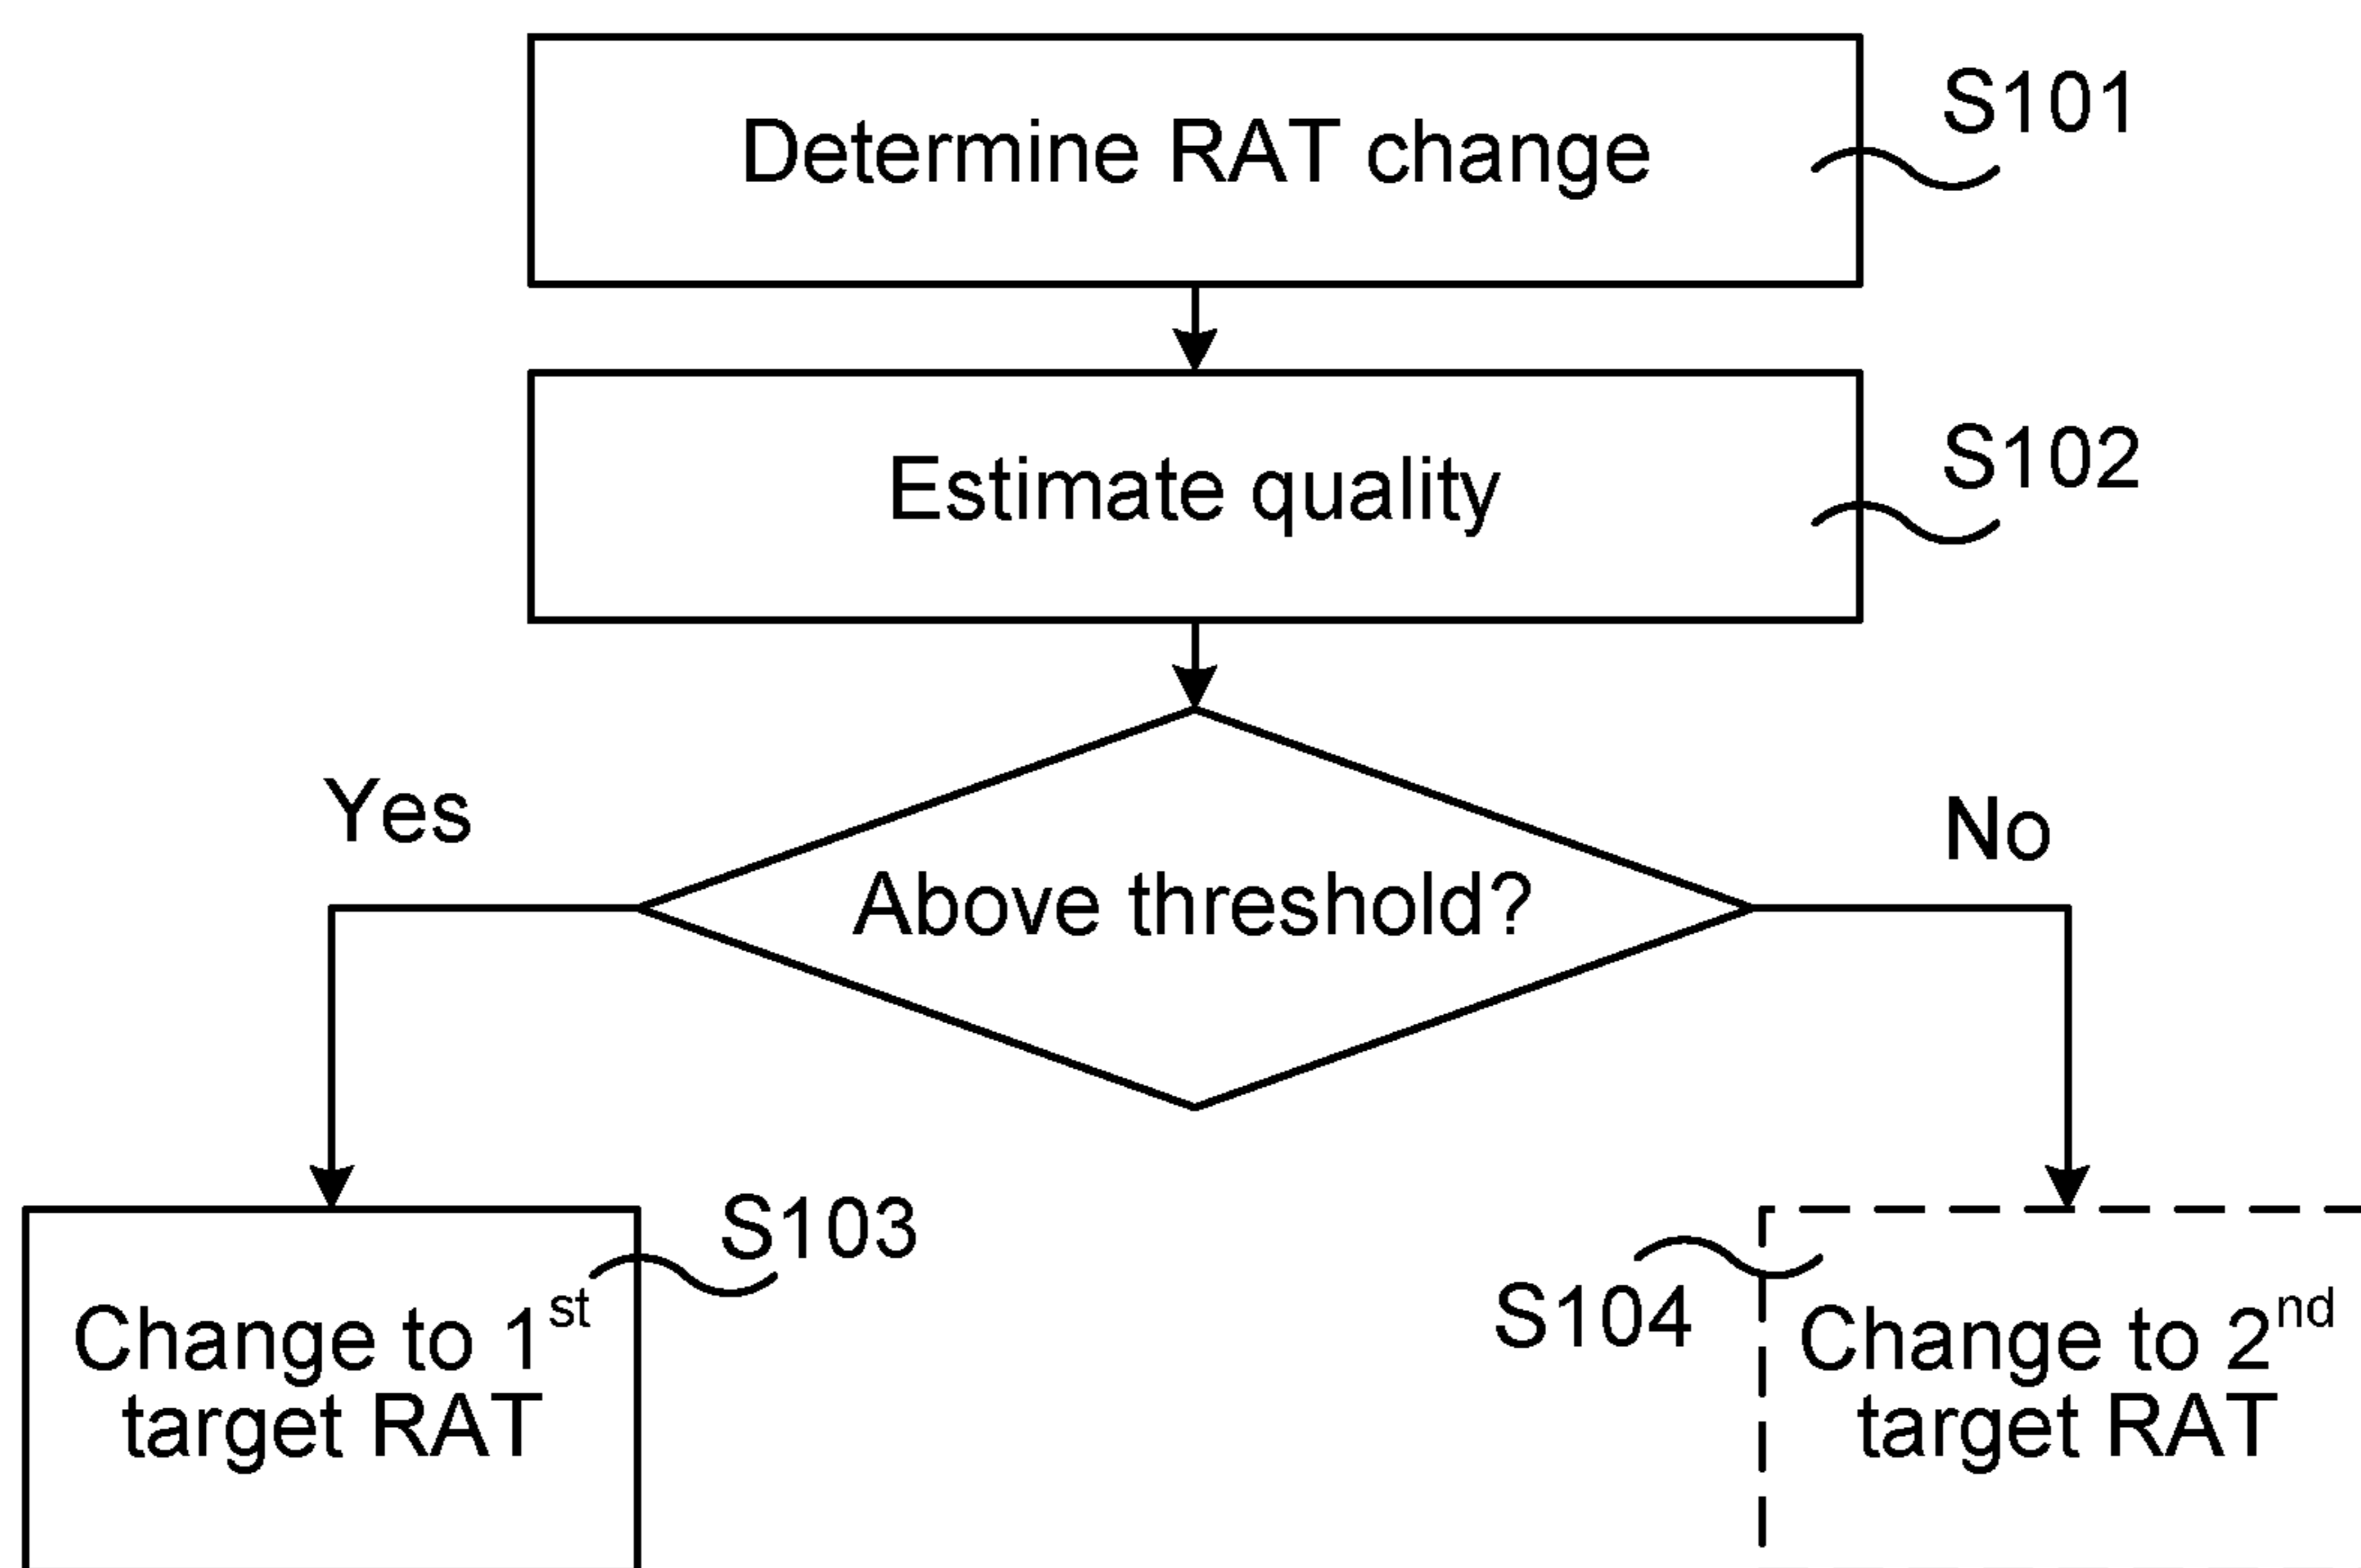 Determine RAT change
S101
Estimate quality
S102
Yes
No
Above threshold?
S103
Change to 1st
target RAT
S104
Change to 2nd
target RAT